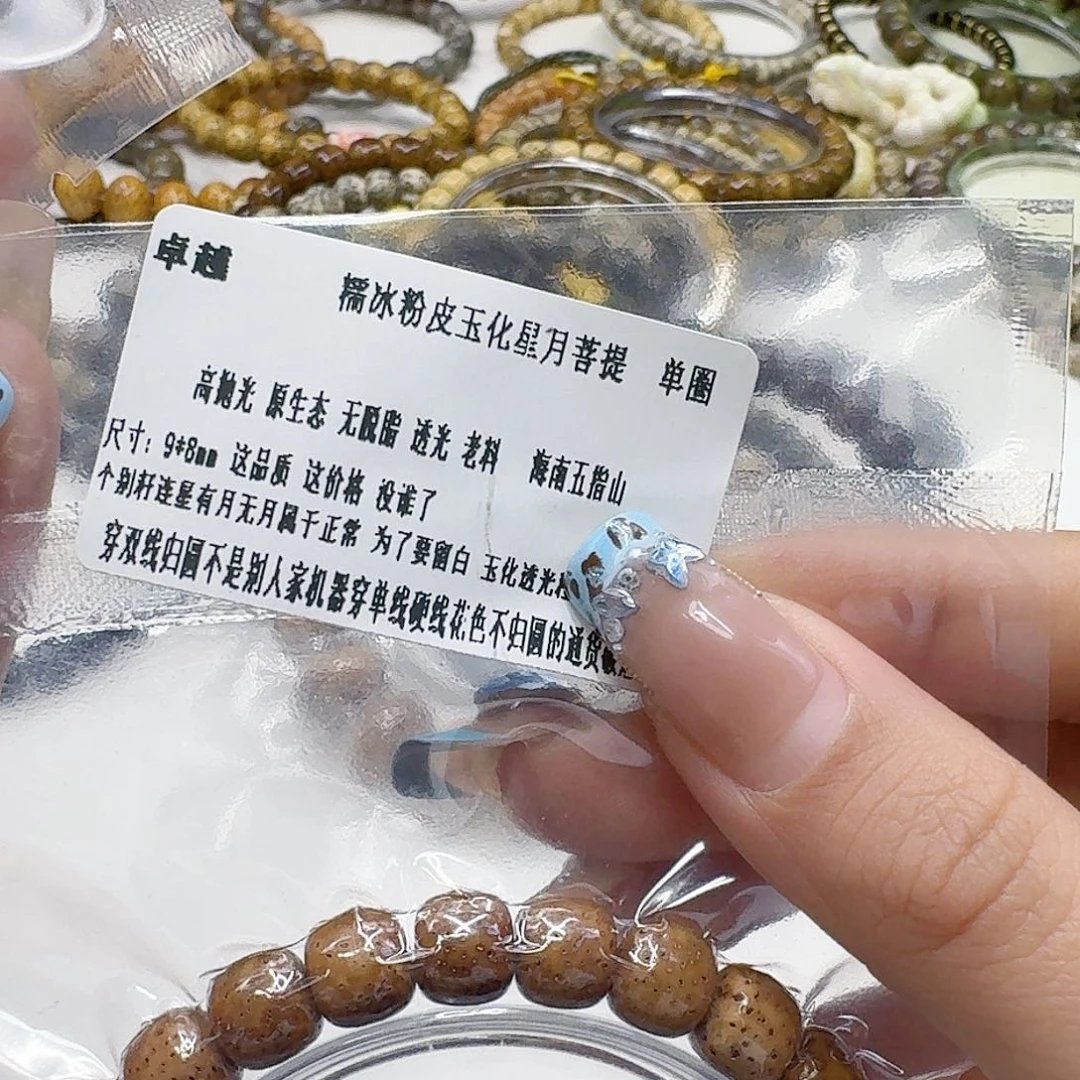 卓越
糯冰粉皮玉化星月菩提 单圈
高抛光 原生态 无脱脂 透光 老料 海南五指山
尺寸：9*8mm 这品质 这价格 没谁了
个别籽连星有月无月属于正常 为了要留白 玉化透光
穿双线归圆不是别人家机器穿单线硬线花色不归圆的通货